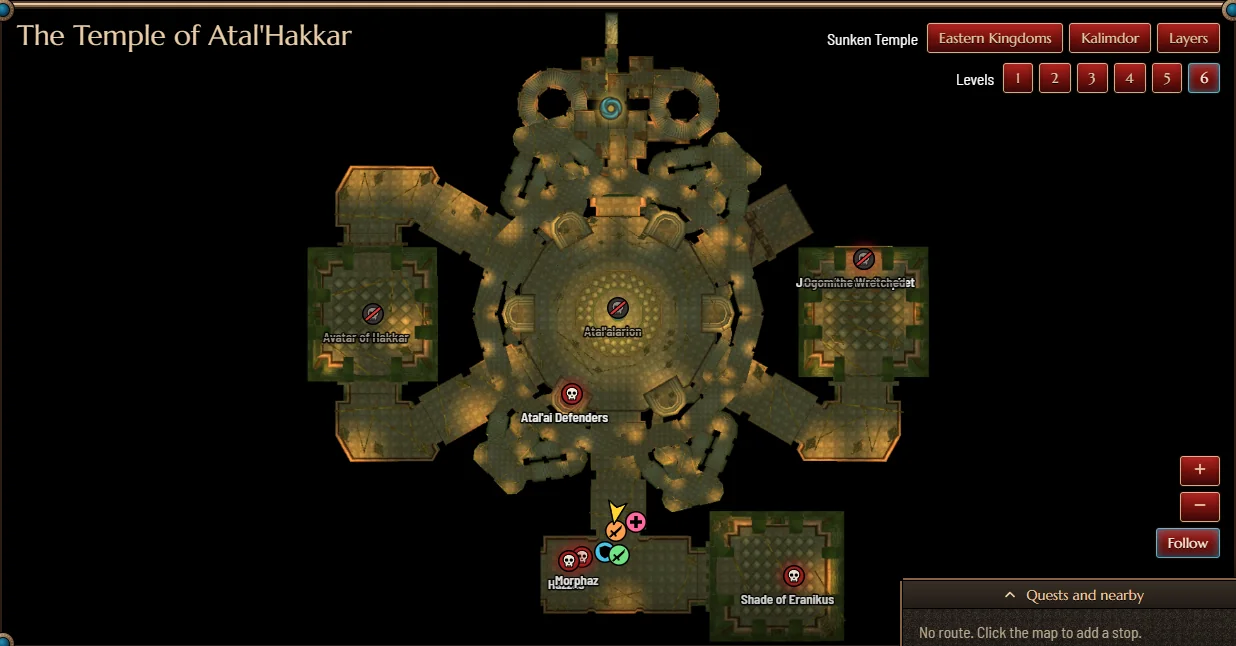 The Temple of Atal'Hakkar
Sunken Temple
Eastern Kingdoms
Kalimdor
Layers
Levels
1
2
3
4
5
6
Avatar of Hakkar
Atal'alarion
Atal'ai Defenders
Morphaz
Shade of Eranikus
+
−
Follow
Quests and nearby
No route. Click the map to add a stop.